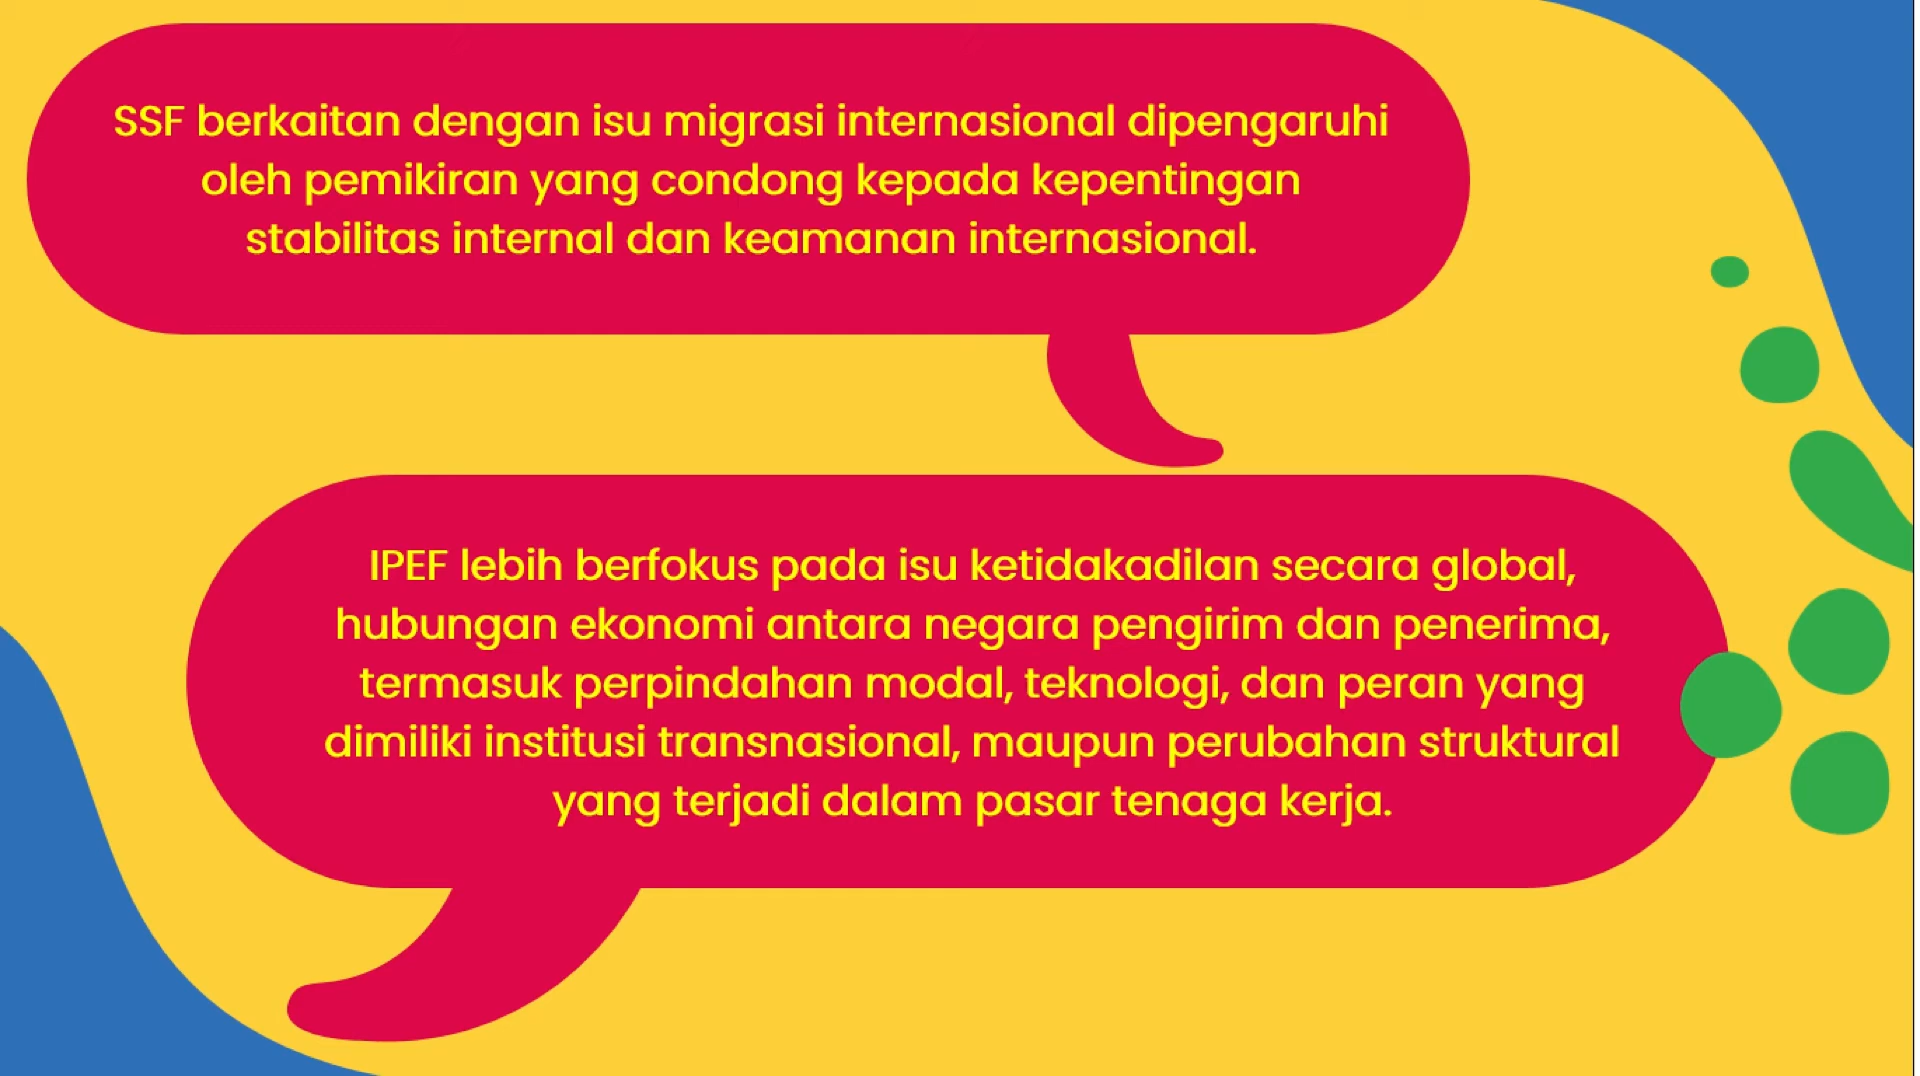 SSF berkaitan dengan isu migrasi internasional dipengaruhi
oleh pemikiran yang condong kepada kepentingan
stabilitas internal dan keamanan internasional.
IPEF lebih berfokus pada isu ketidakadilan secara global,
hubungan ekonomi antara negara pengirim dan penerima,
termasuk perpindahan modal, teknologi, dan peran yang
dimiliki institusi transnasional, maupun perubahan struktural
yang terjadi dalam pasar tenaga kerja.